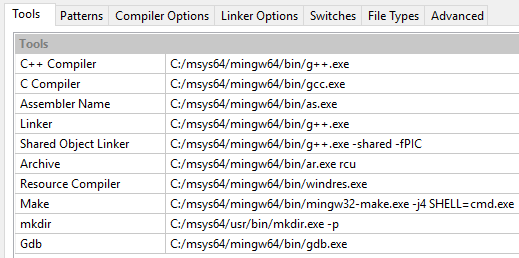 Tools Patterns Compiler Options Linker Options Switches File Types Advanced
Tools
C++ Compiler C:/msys64/mingw64/bin/g++.exe
C Compiler C:/msys64/mingw64/bin/gcc.exe
Assembler Name C:/msys64/mingw64/bin/as.exe
Linker C:/msys64/mingw64/bin/g++.exe
Shared Object Linker C:/msys64/mingw64/bin/g++.exe -shared -fPIC
Archive C:/msys64/mingw64/bin/ar.exe rcu
Resource Compiler C:/msys64/mingw64/bin/windres.exe
Make C:/msys64/mingw64/bin/mingw32-make.exe -j4 SHELL=cmd.exe
mkdir C:/msys64/usr/bin/mkdir.exe -p
Gdb C:/msys64/mingw64/bin/gdb.exe